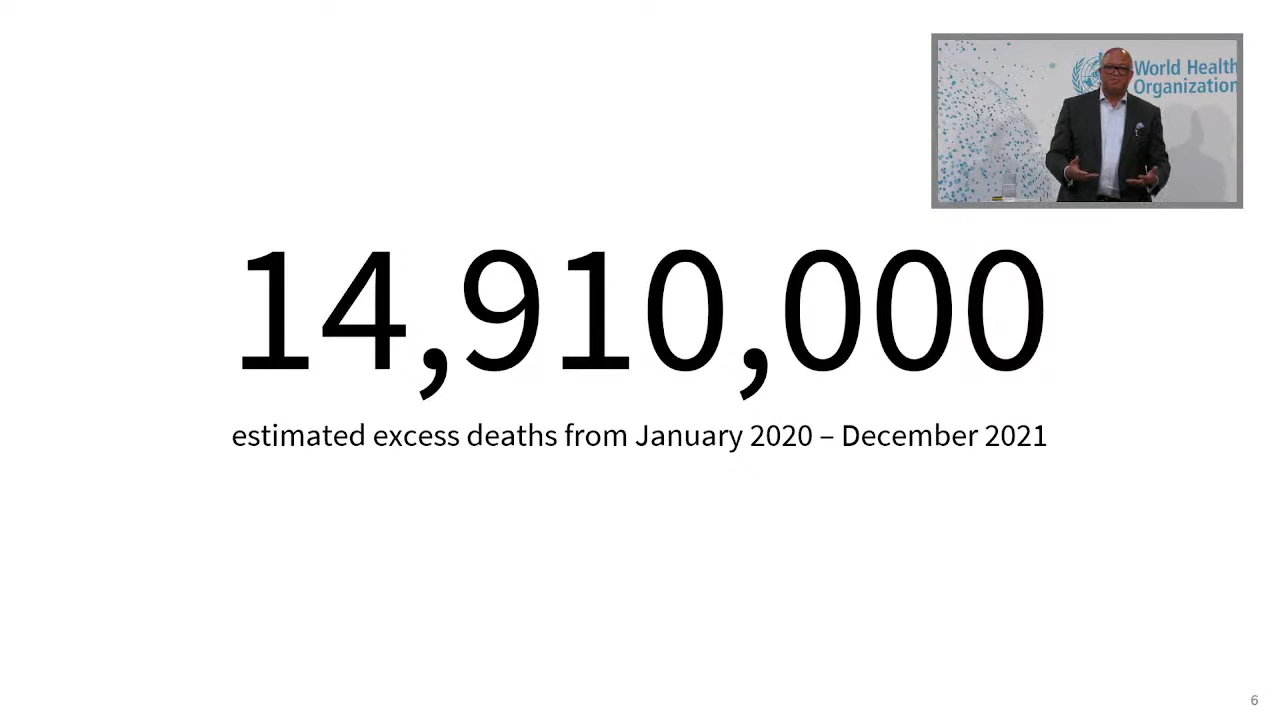 World Health
Organization
14,910,000
estimated excess deaths from January 2020 – December 2021
6